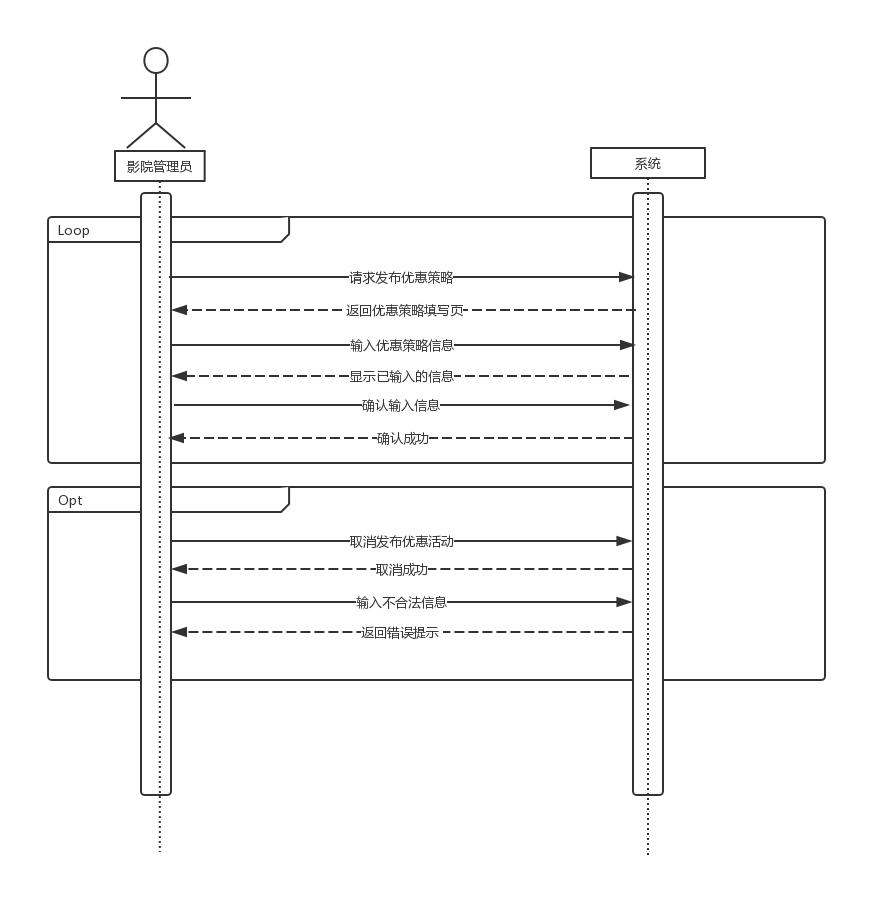 影院管理员
系统
Loop
请求发布优惠策略
返回优惠策略填写页
输入优惠策略信息
显示已输入的信息
确认输入信息
确认成功
Opt
取消发布优惠活动
取消成功
输入不合法信息
返回错误提示